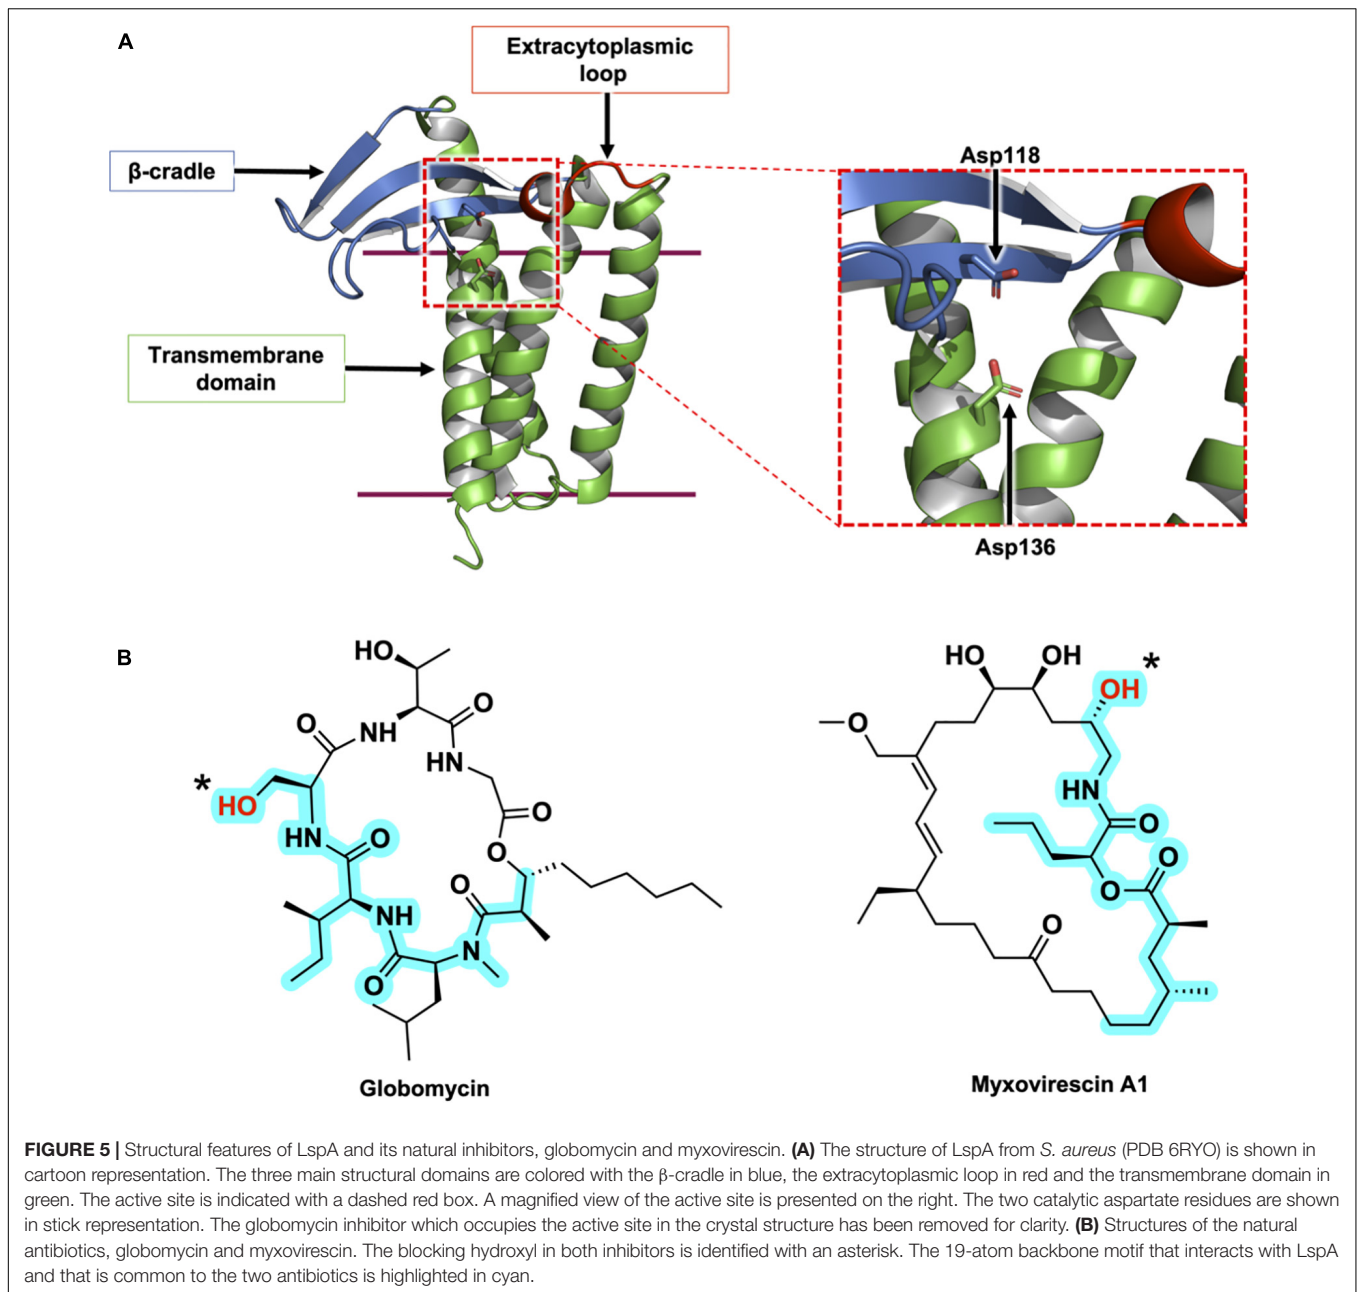 A
Extracytoplasmic
loop
β-cradle
Asp118
Transmembrane
domain
Asp136
B
HO
O
NH
O
HN
O
O
*
HO
HN
O
NH
O
N
O
Globomycin
HO
OH
*
OH
O
HN
O
O
O
O
Myxovirescin A1
FIGURE 5 | Structural features of LspA and its natural inhibitors, globomycin and myxovirescin. (A) The structure of LspA from S. aureus (PDB 6RYO) is shown in
cartoon representation. The three main structural domains are colored with the β-cradle in blue, the extracytoplasmic loop in red and the transmembrane domain in
green. The active site is indicated with a dashed red box. A magnified view of the active site is presented on the right. The two catalytic aspartate residues are shown
in stick representation. The globomycin inhibitor which occupies the active site in the crystal structure has been removed for clarity. (B) Structures of the natural
antibiotics, globomycin and myxovirescin. The blocking hydroxyl in both inhibitors is identified with an asterisk. The 19-atom backbone motif that interacts with LspA
and that is common to the two antibiotics is highlighted in cyan.